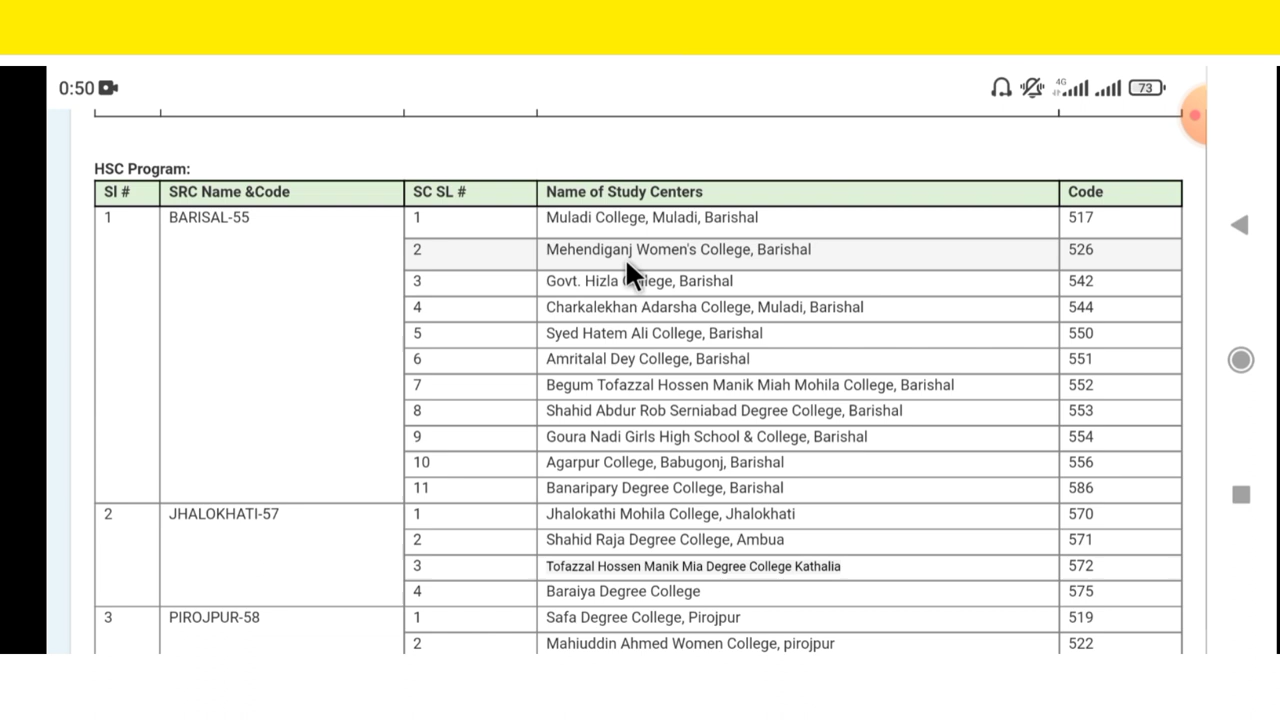 0:50
4G
73
HSC Program:
Sl # SRC Name &Code SC SL # Name of Study Centers Code
1 BARISAL-55 1 Muladi College, Muladi, Barishal 517
2 Mehendiganj Women's College, Barishal 526
3 Govt. Hizla College, Barishal 542
4 Charkalekhan Adarsha College, Muladi, Barishal 544
5 Syed Hatem Ali College, Barishal 550
6 Amritalal Dey College, Barishal 551
7 Begum Tofazzal Hossen Manik Miah Mohila College, Barishal 552
8 Shahid Abdur Rob Serniabad Degree College, Barishal 553
9 Goura Nadi Girls High School & College, Barishal 554
10 Agarpur College, Babugonj, Barishal 556
11 Banaripary Degree College, Barishal 586
2 JHALOKHATI-57 1 Jhalokathi Mohila College, Jhalokhati 570
2 Shahid Raja Degree College, Ambua 571
3 Tofazzal Hossen Manik Mia Degree College Kathalia 572
4 Baraiya Degree College 575
3 PIROJPUR-58 1 Safa Degree College, Pirojpur 519
2 Mahiuddin Ahmed Women College, pirojpur 522